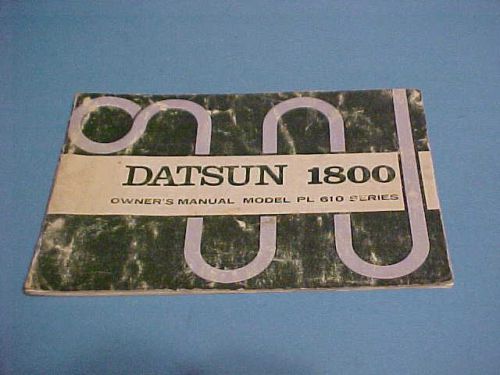 DATSUN 1800
OWNER'S MANUAL MODEL PL 610 SERIES